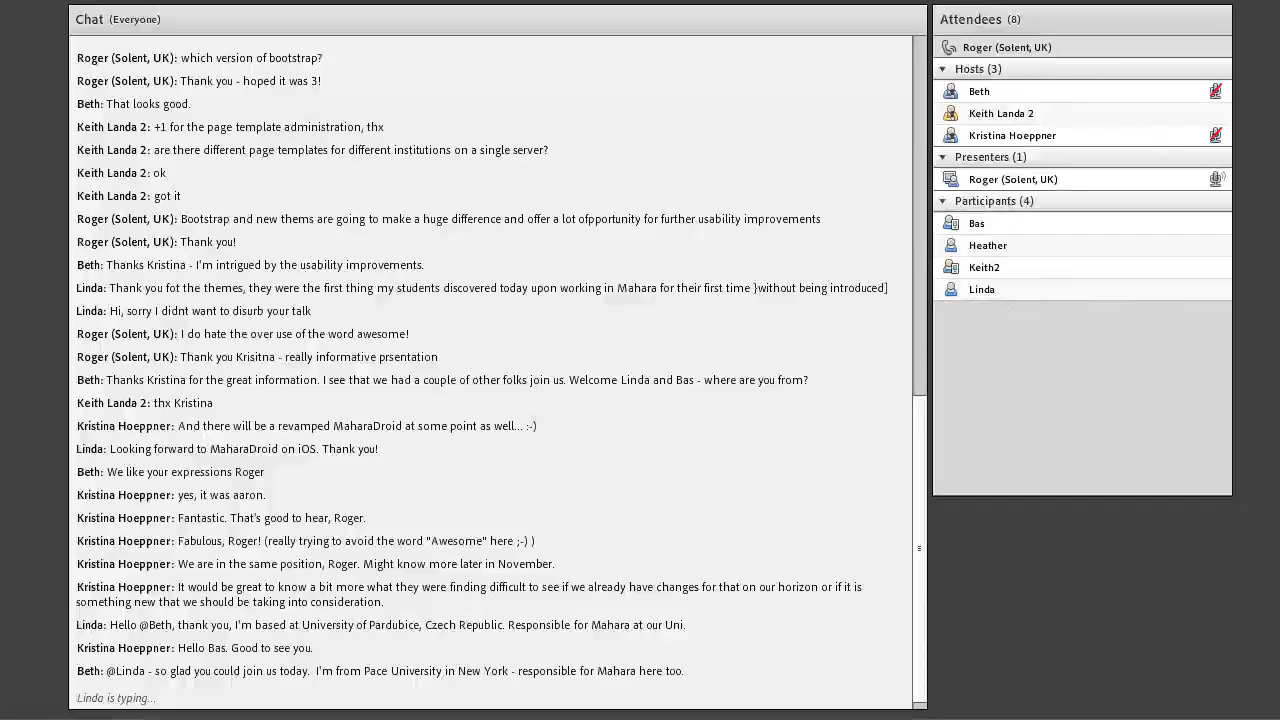 Chat (Everyone)
Roger (Solent, UK): which version of bootstrap?
Roger (Solent, UK): Thank you - hoped it was 3!
Beth: That looks good.
Keith Landa 2: +1 for the page template administration, thx
Keith Landa 2: are there different page templates for different institutions on a single server?
Keith Landa 2: ok
Keith Landa 2: got it
Roger (Solent, UK): Bootstrap and new thems are going to make a huge difference and offer a lot ofpportunity for further usability improvements
Roger (Solent, UK): Thank you!
Beth: Thanks Kristina - I'm intrigued by the usability improvements.
Linda: Thank you fot the themes, they were the first thing my students discovered today upon working in Mahara for their first time }without being introduced]
Linda: Hi, sorry I didnt want to disurb your talk
Roger (Solent, UK): I do hate the over use of the word awesome!
Roger (Solent, UK): Thank you Krisitna - really informative prsentation
Beth: Thanks Kristina for the great information. I see that we had a couple of other folks join us. Welcome Linda and Bas - where are you from?
Keith Landa 2: thx Kristina
Kristina Hoeppner: And there will be a revamped MaharaDroid at some point as well... :-)
Linda: Looking forward to MaharaDroid on iOS. Thank you!
Beth: We like your expressions Roger
Kristina Hoeppner: yes, it was aaron.
Kristina Hoeppner: Fantastic. That's good to hear, Roger.
Kristina Hoeppner: Fabulous, Roger! (really trying to avoid the word "Awesome" here ;-) )
Kristina Hoeppner: We are in the same position, Roger. Might know more later in November.
Kristina Hoeppner: It would be great to know a bit more what they were finding difficult to see if we already have changes for that on our horizon or if it is
something new that we should be taking into consideration.
Linda: Hello @Beth, thank you, I'm based at University of Pardubice, Czech Republic. Responsible for Mahara at our Uni.
Kristina Hoeppner: Hello Bas. Good to see you.
Beth: @Linda - so glad you could join us today. I'm from Pace University in New York - responsible for Mahara here too.
Linda is typing...
Attendees (8)
Roger (Solent, UK)
Hosts (3)
Beth
Keith Landa 2
Kristina Hoeppner
Presenters (1)
Roger (Solent, UK)
Participants (4)
Bas
Heather
Keith2
Linda